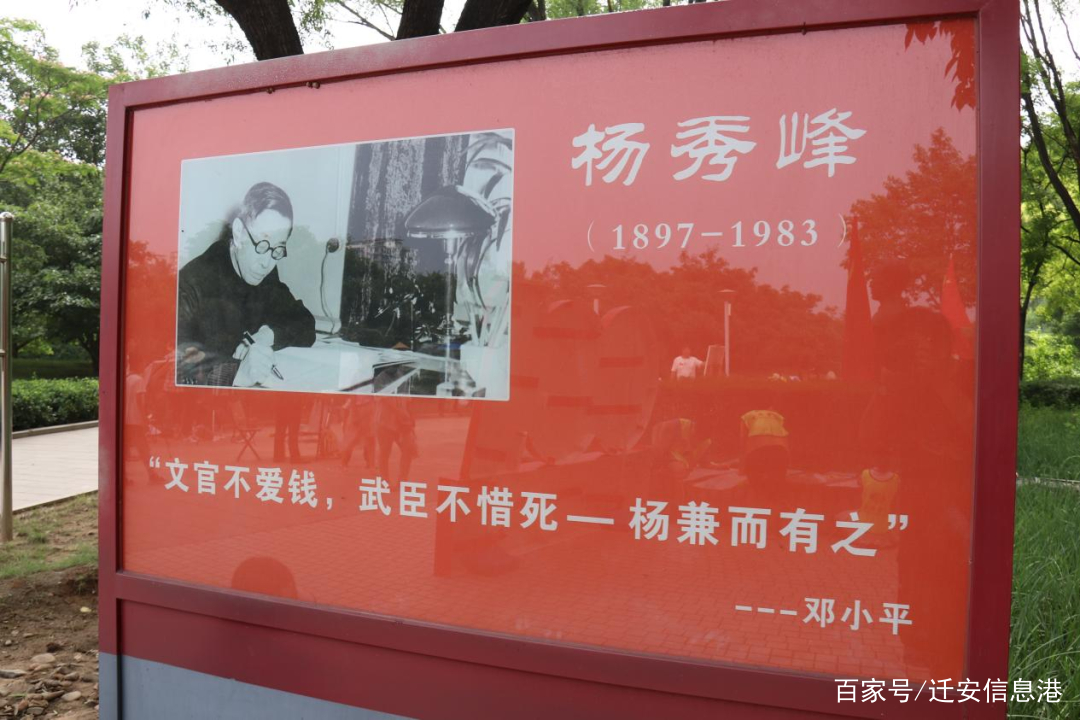 杨秀峰
（1897-1983）
“文官不爱钱，武臣不惜死—杨兼而有之”
---邓小平
百家号/迁安信息港